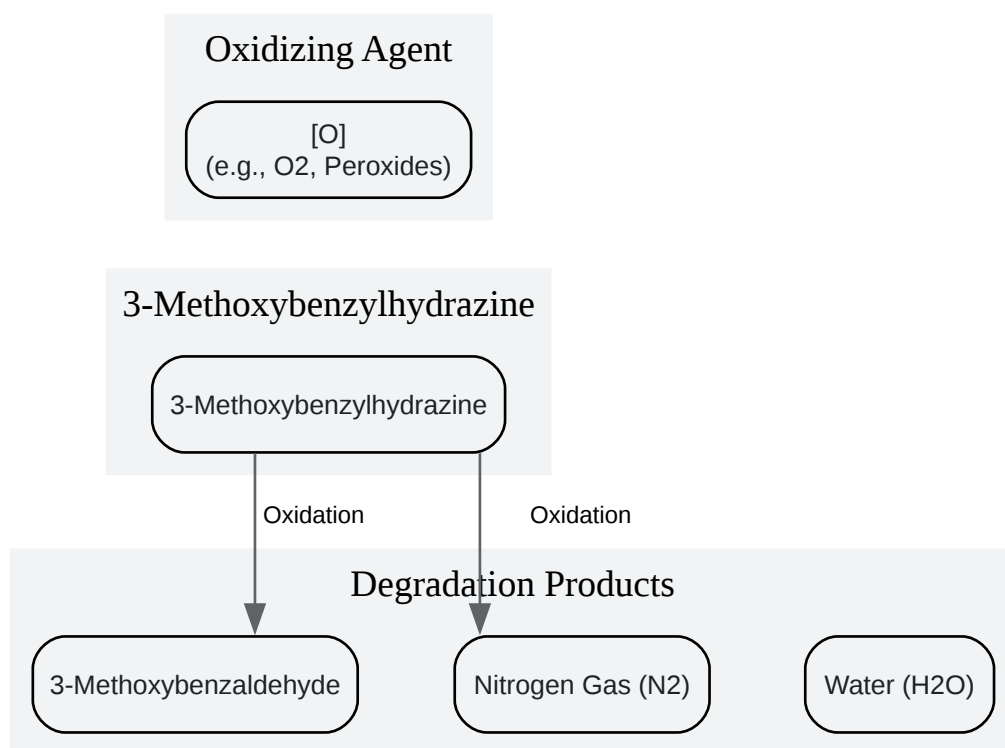 Oxidizing Agent
[O]
(e.g., O2, Peroxides)
3-Methoxybenzylhydrazine
3-Methoxybenzylhydrazine
Oxidation
Oxidation
Degradation Products
3-Methoxybenzaldehyde
Nitrogen Gas (N2)
Water (H2O)